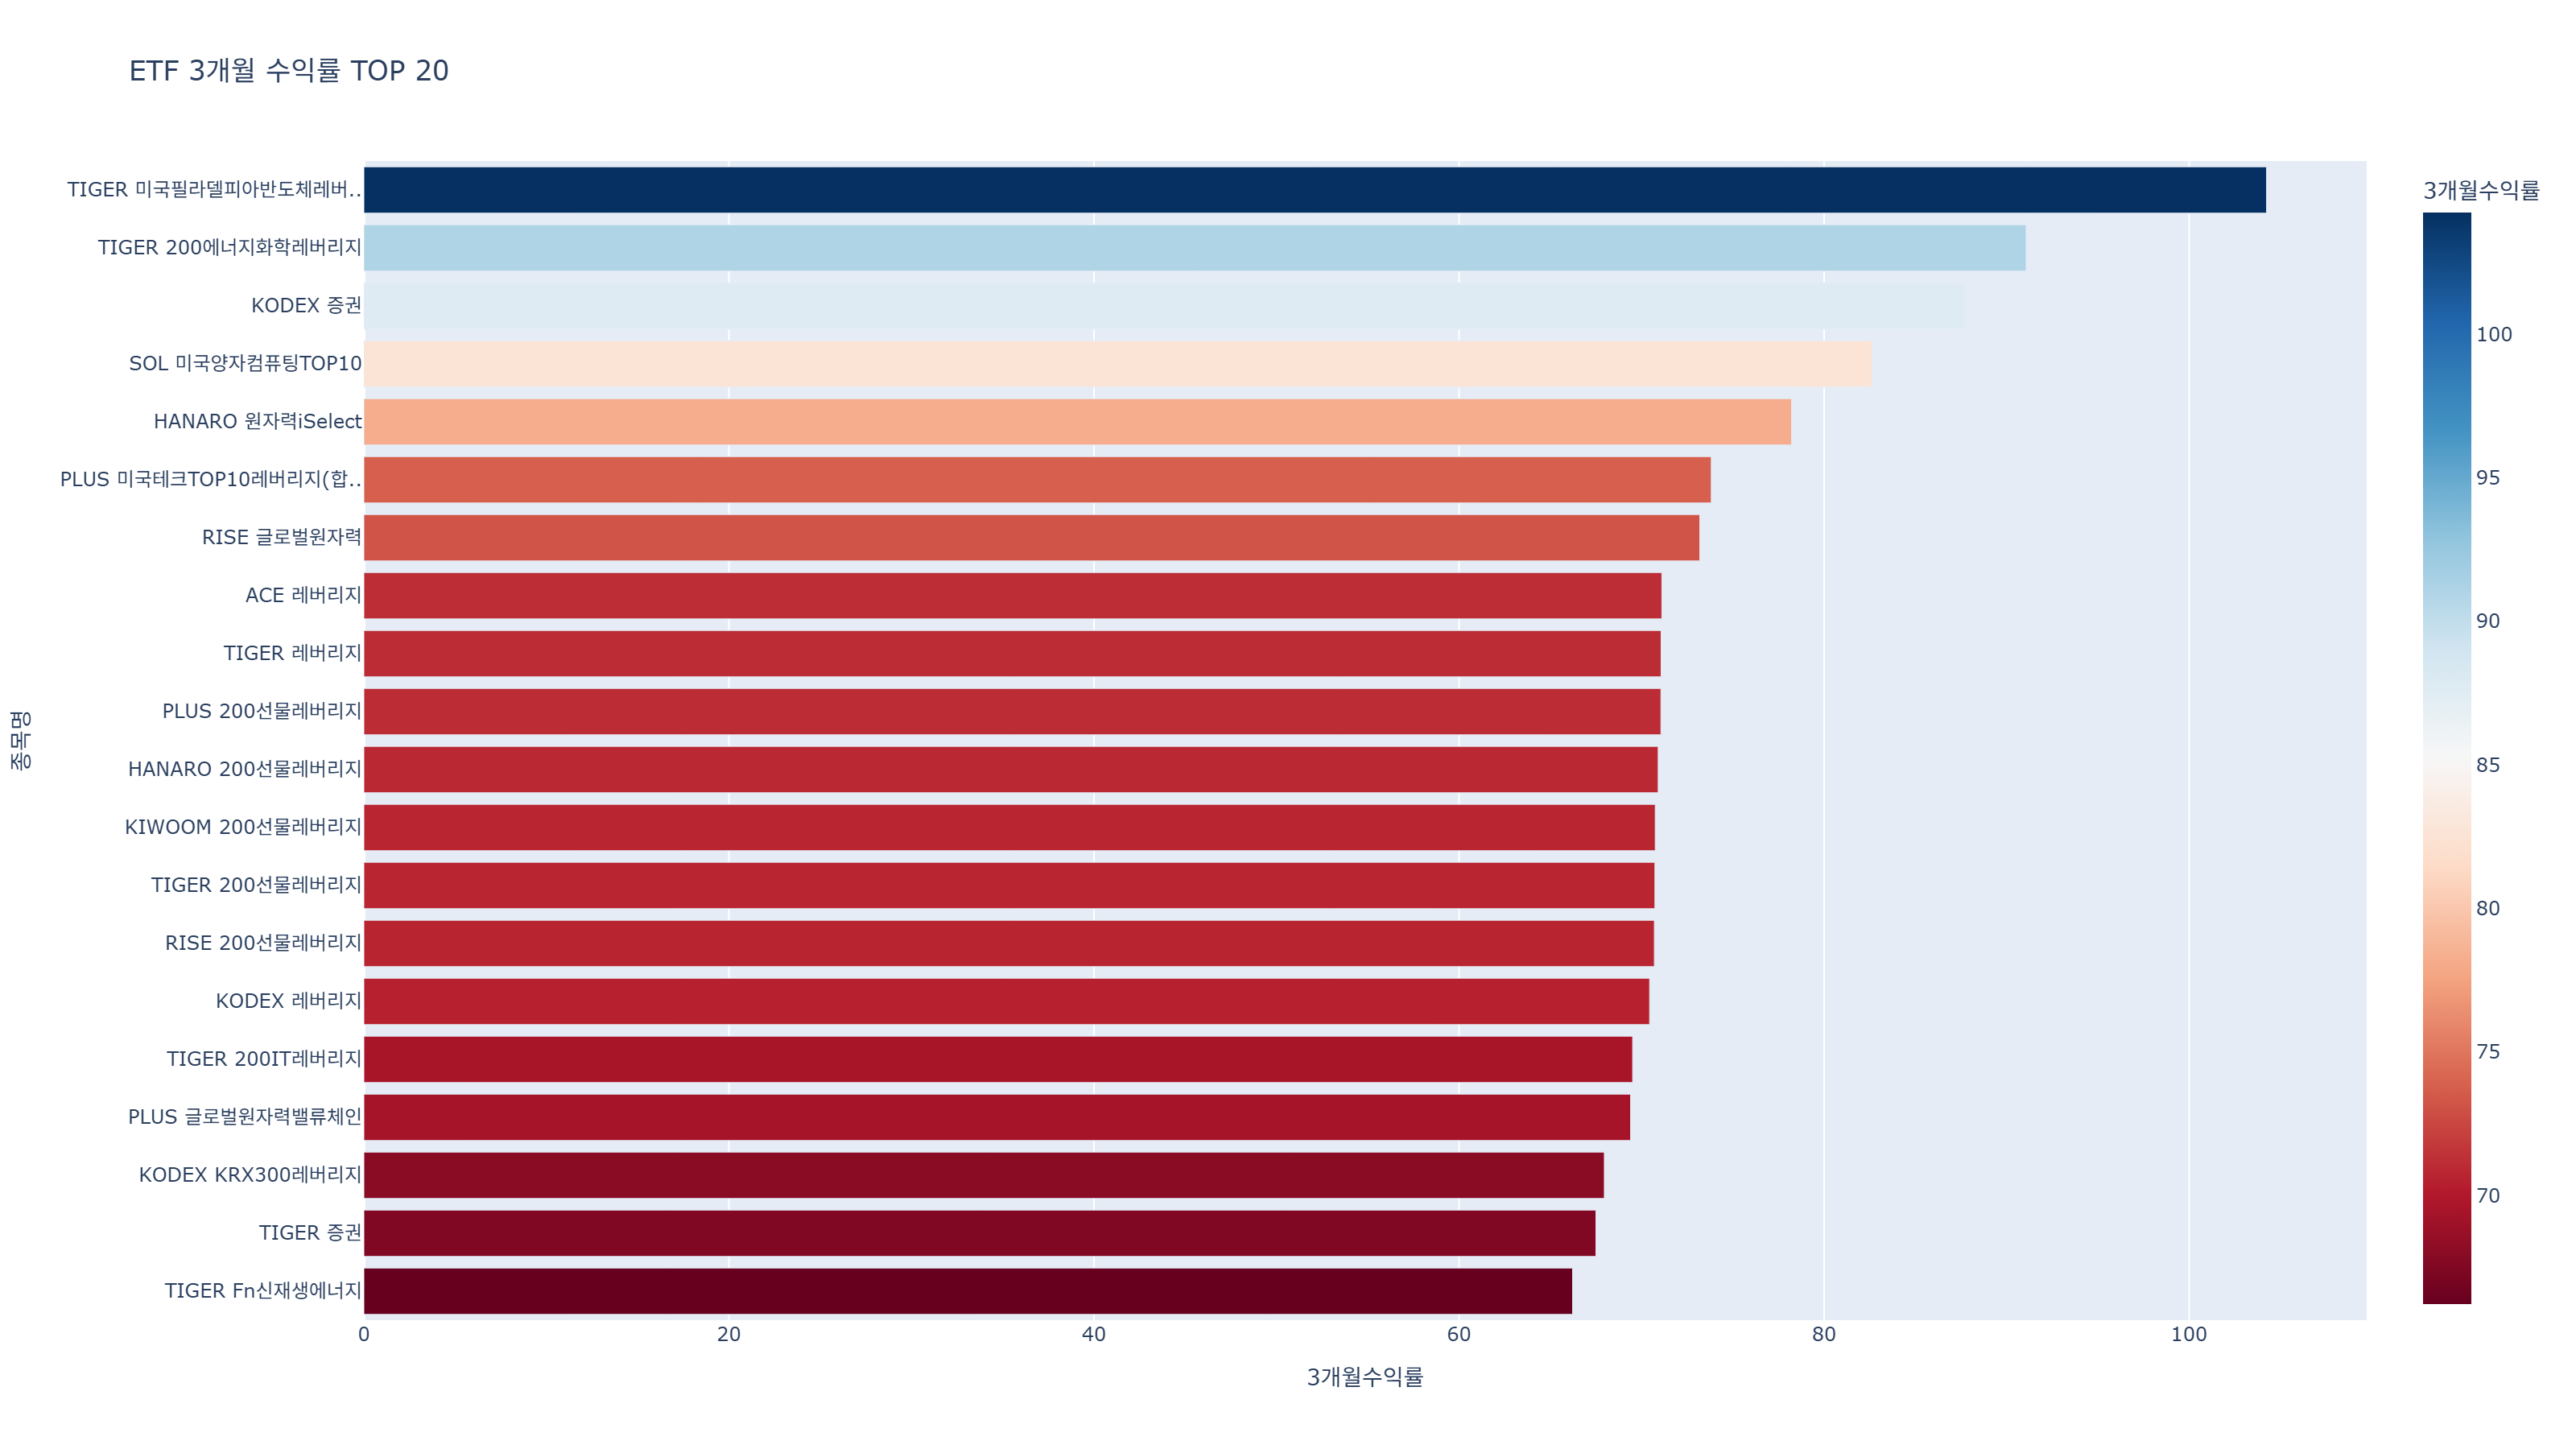 ETF 3개월 수익률 TOP 20
TIGER 미국필라델피아반도체레버..
TIGER 200에너지화학레버리지
KODEX 증권
SOL 미국양자컴퓨팅TOP10
HANARO 원자력iSelect
PLUS 미국테크TOP10레버리지(합..
RISE 글로벌원자력
ACE 레버리지
TIGER 레버리지
PLUS 200선물레버리지
HANARO 200선물레버리지
KIWOOM 200선물레버리지
TIGER 200선물레버리지
RISE 200선물레버리지
KODEX 레버리지
TIGER 200IT레버리지
PLUS 글로벌원자력밸류체인
KODEX KRX300레버리지
TIGER 증권
TIGER Fn신재생에너지
종목명
0 20 40 60 80 100
3개월수익률
3개월수익률
100
95
90
85
80
75
70